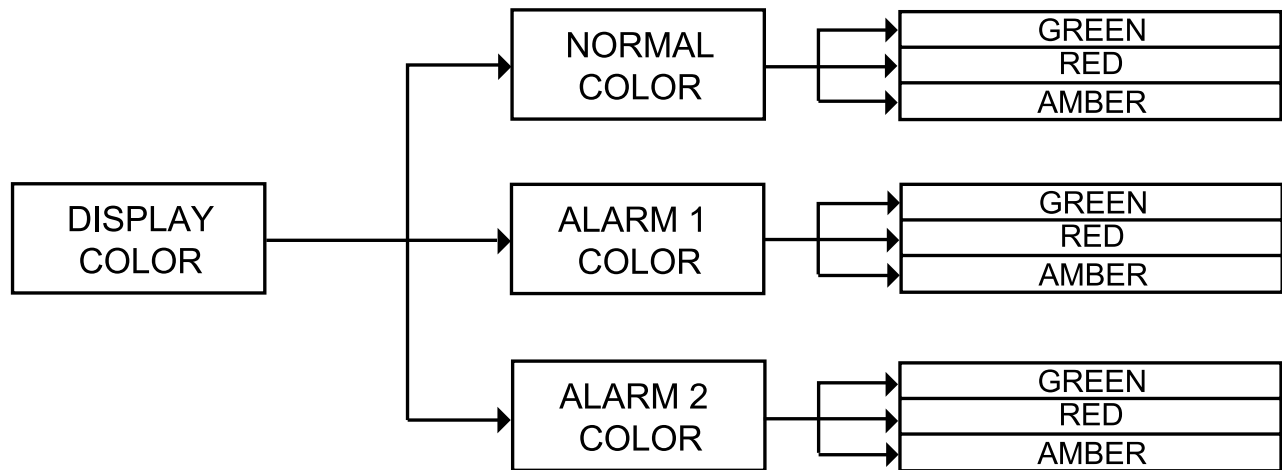 DISPLAY
COLOR
NORMAL
COLOR
GREEN
RED
AMBER
ALARM 1
COLOR
GREEN
RED
AMBER
ALARM 2
COLOR
GREEN
RED
AMBER